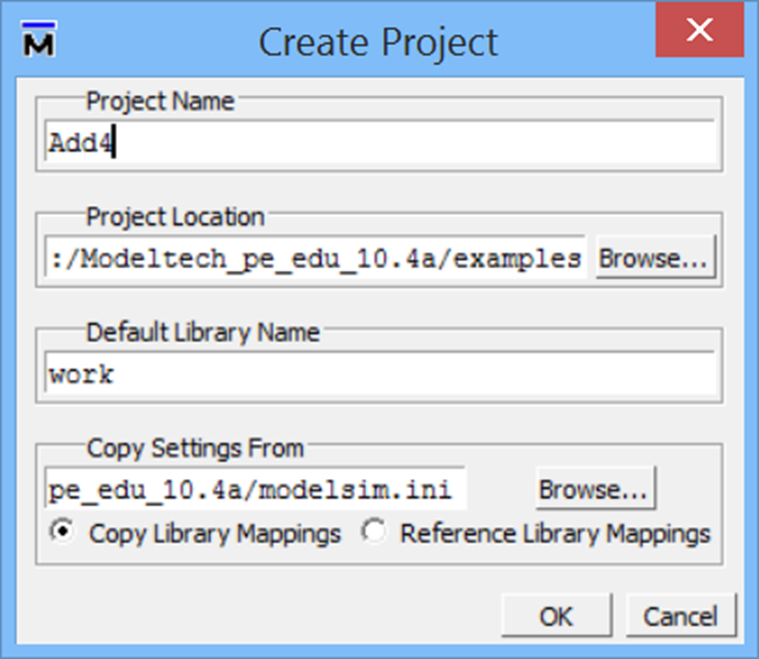 M
Create Project
Project Name
Add4
Project Location
:/Modeltech_pe_edu_10.4a/examples
Browse...
Default Library Name
work
Copy Settings From
pe_edu_10.4a/modelsim.ini
Browse...
Copy Library Mappings
Reference Library Mappings
OK
Cancel